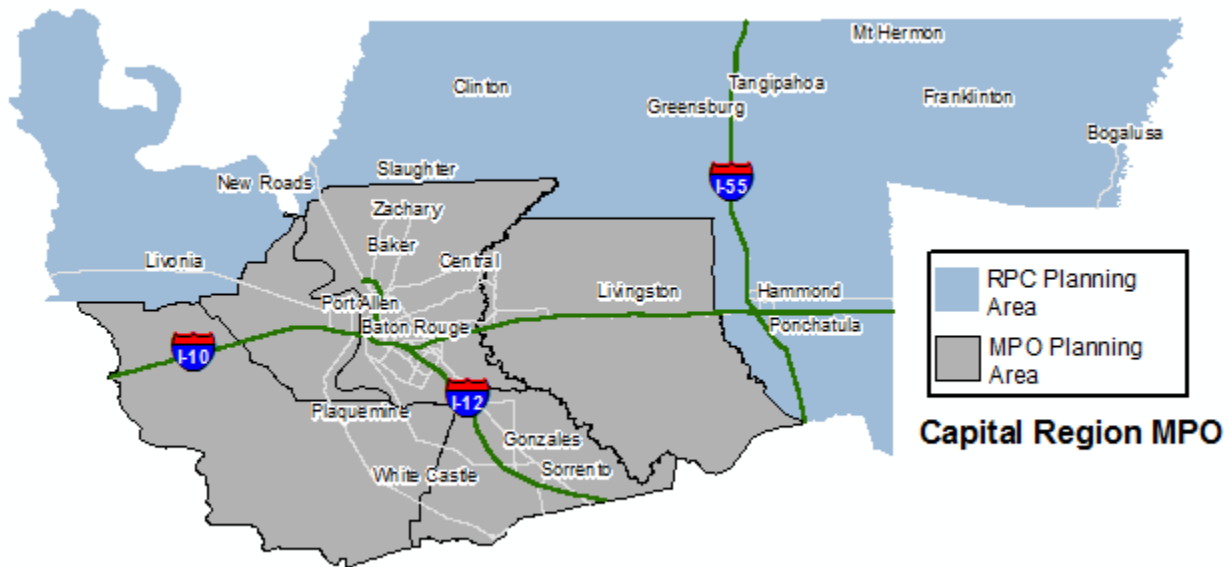 Mt Hermon
Clinton
Tangipahoa
Greensburg
Franklinton
Bogalusa
Slaughter
New Roads
I-55
Zachary
Baker
Central
Livonia
Livingston
Hammond
Port Allen
Baton Rouge
Ponchatula
I-10
I-12
Plaquemine
Gonzales
White Castle
Sorrento
RPC Planning
Area
MPO Planning
Area
Capital Region MPO